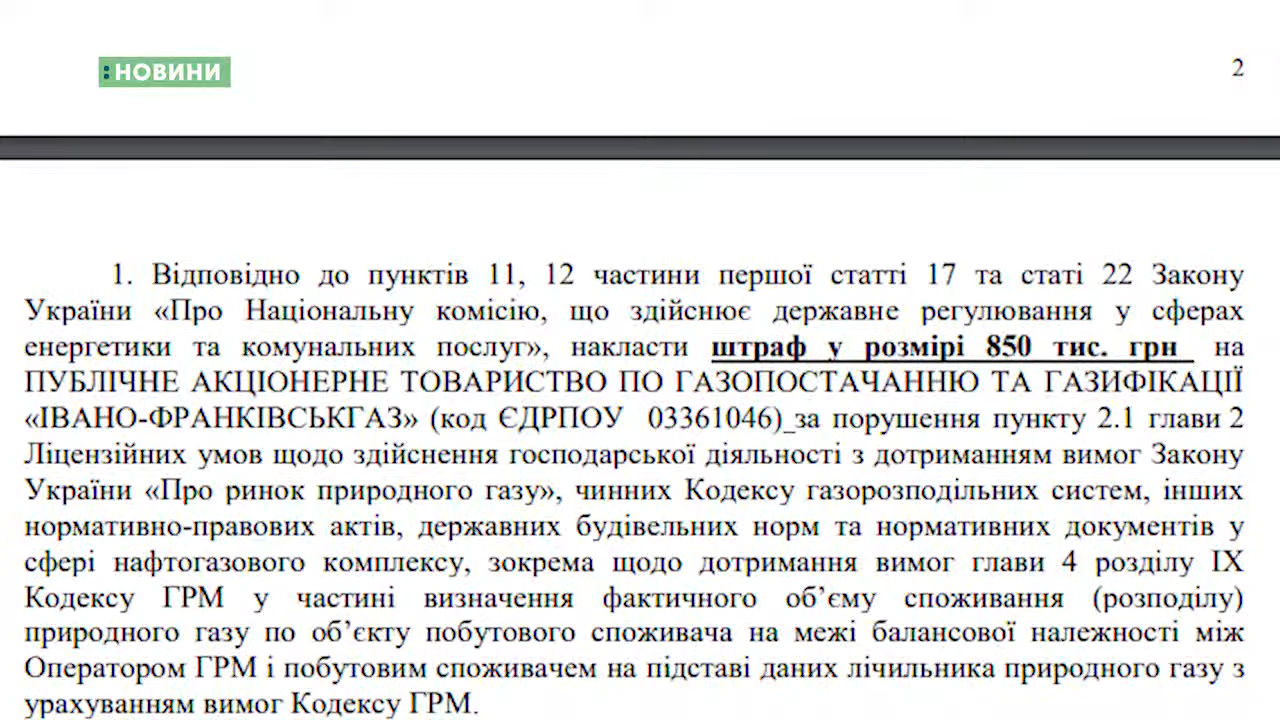 :НОВИНИ
2
1. Відповідно до пунктів 11, 12 частини першої статті 17 та статі 22 Закону
України «Про Національну комісію, що здійснює державне регулювання у сферах
енергетики та комунальних послуг», накласти штраф у розмірі 850 тис. грн на
ПУБЛІЧНЕ АКЦІОНЕРНЕ ТОВАРИСТВО ПО ГАЗОПОСТАЧАННЮ ТА ГАЗИФІКАЦІЇ
«ІВАНО-ФРАНКІВСЬКГАЗ» (код ЄДРПОУ 03361046)_за порушення пункту 2.1 глави 2
Ліцензійних умов щодо здійснення господарської діяльності з дотриманням вимог Закону
України «Про ринок природного газу», чинних Кодексу газорозподільних систем, інших
нормативно-правових актів, державних будівельних норм та нормативних документів у
сфері нафтогазового комплексу, зокрема щодо дотримання вимог глави 4 розділу IX
Кодексу ГРМ у частині визначення фактичного об’єму споживання (розподілу)
природного газу по об’єкту побутового споживача на межі балансової належності між
Оператором ГРМ і побутовим споживачем на підставі даних лічильника природного газу з
урахуванням вимог Кодексу ГРМ.